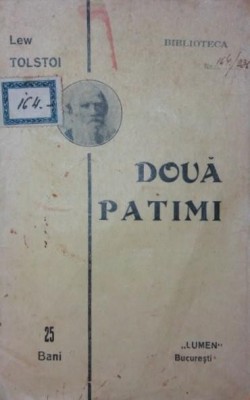 Lew
TOLSTOI
BIBLIOTECA
164.-
DOUĂ
PATIMI
25
Bani
„LUMEN"
București